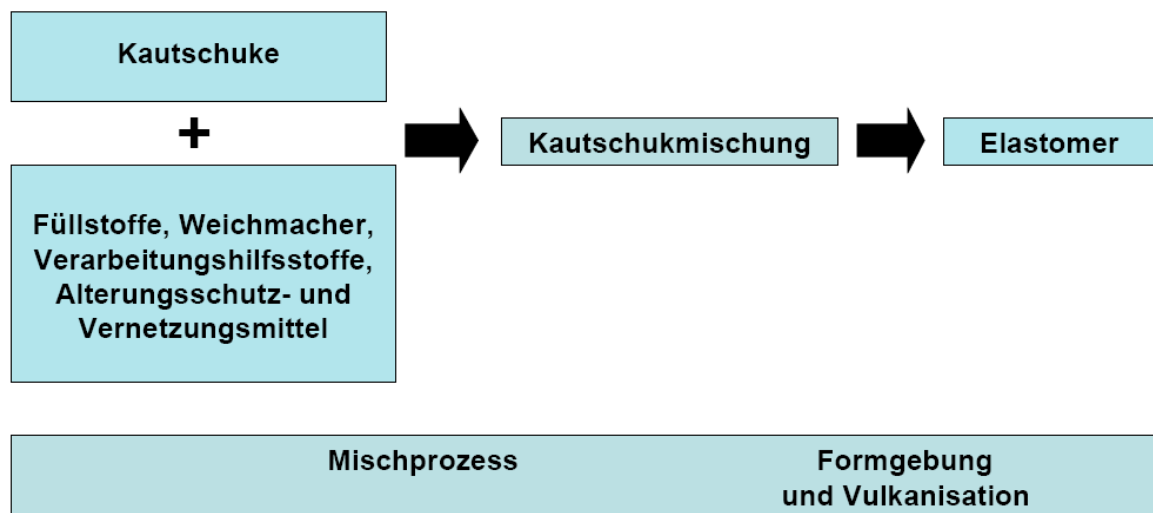 Kautschuke
+
Füllstoffe, Weichmacher,
Verarbeitungshilfsstoffe,
Alterungsschutz- und
Vernetzungsmittel
Kautschukmischung
Elastomer
Mischprozess
Formgebung
und Vulkanisation